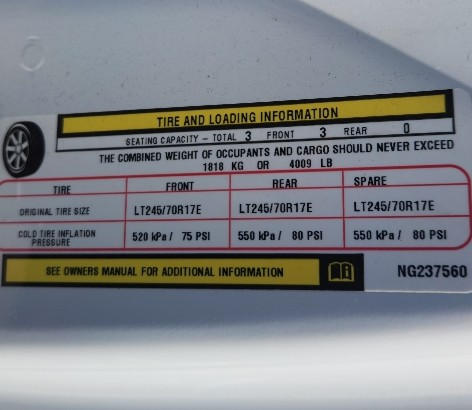 TIRE AND LOADING INFORMATION
SEATING CAPACITY - TOTAL 3 FRONT 3 REAR 0
THE COMBINED WEIGHT OF OCCUPANTS AND CARGO SHOULD NEVER EXCEED
1818 KG OR 4009 LB
TIRE FRONT REAR SPARE
ORIGINAL TIRE SIZE LT245/70R17E LT245/70R17E LT245/70R17E
COLD TIRE INFLATION PRESSURE 520 kPa / 75 PSI 550 kPa / 80 PSI 550 kPa / 80 PSI
SEE OWNERS MANUAL FOR ADDITIONAL INFORMATION NG237560